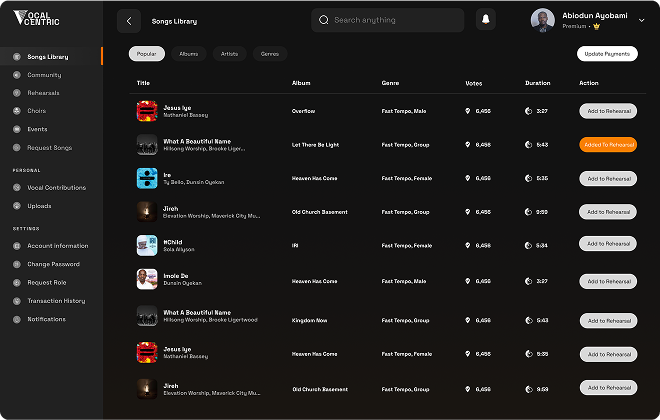 VOCAL
CENTRIC
Songs Library
Search anything
Abiodun Ayobami
Premium •
Songs Library
Community
Rehearsals
Choirs
Events
Request Songs
PERSONAL
Vocal Contributions
Uploads
SETTINGS
Account Information
Change Password
Request Role
Transaction History
Notifications
Popular Albums Artists Genres Update Payments
Title Album Genre Votes Duration Action
Jesus Iye
Nathaniel Bassey
Overflow Fast Tempo, Male 6,456 3:27 Add to Rehearsal
What A Beautiful Name
Hillsong Worship, Brooke Liger...
Let There Be Light Fast Tempo, Group 6,456 5:43 Added To Rehearsal
Ire
Ty Bello, Dunsin Oyekan
Heaven Has Come Fast Tempo, Female 6,456 5:35 Add to Rehearsal
Jireh
Elevation Worship, Maverick City Mu...
Old Church Basement Fast Tempo, Group 6,456 9:59 Add to Rehearsal
#Child
Sola Allyson
IRI Fast Tempo, Female 6,456 5:34 Add to Rehearsal
Imole De
Dunsin Oyekan
Heaven Has Come Fast Tempo, Male 6,456 3:27 Add to Rehearsal
What A Beautiful Name
Hillsong Worship, Brooke Ligertwood
Kingdom Now Fast Tempo, Group 6,456 5:43 Add to Rehearsal
Jesus Iye
Nathaniel Bassey
Heaven Has Come Fast Tempo, Female 6,456 5:35 Add to Rehearsal
Jireh
Elevation Worship, Maverick City Mu...
Old Church Basement Fast Tempo, Group 6,456 9:59 Add to Rehearsal